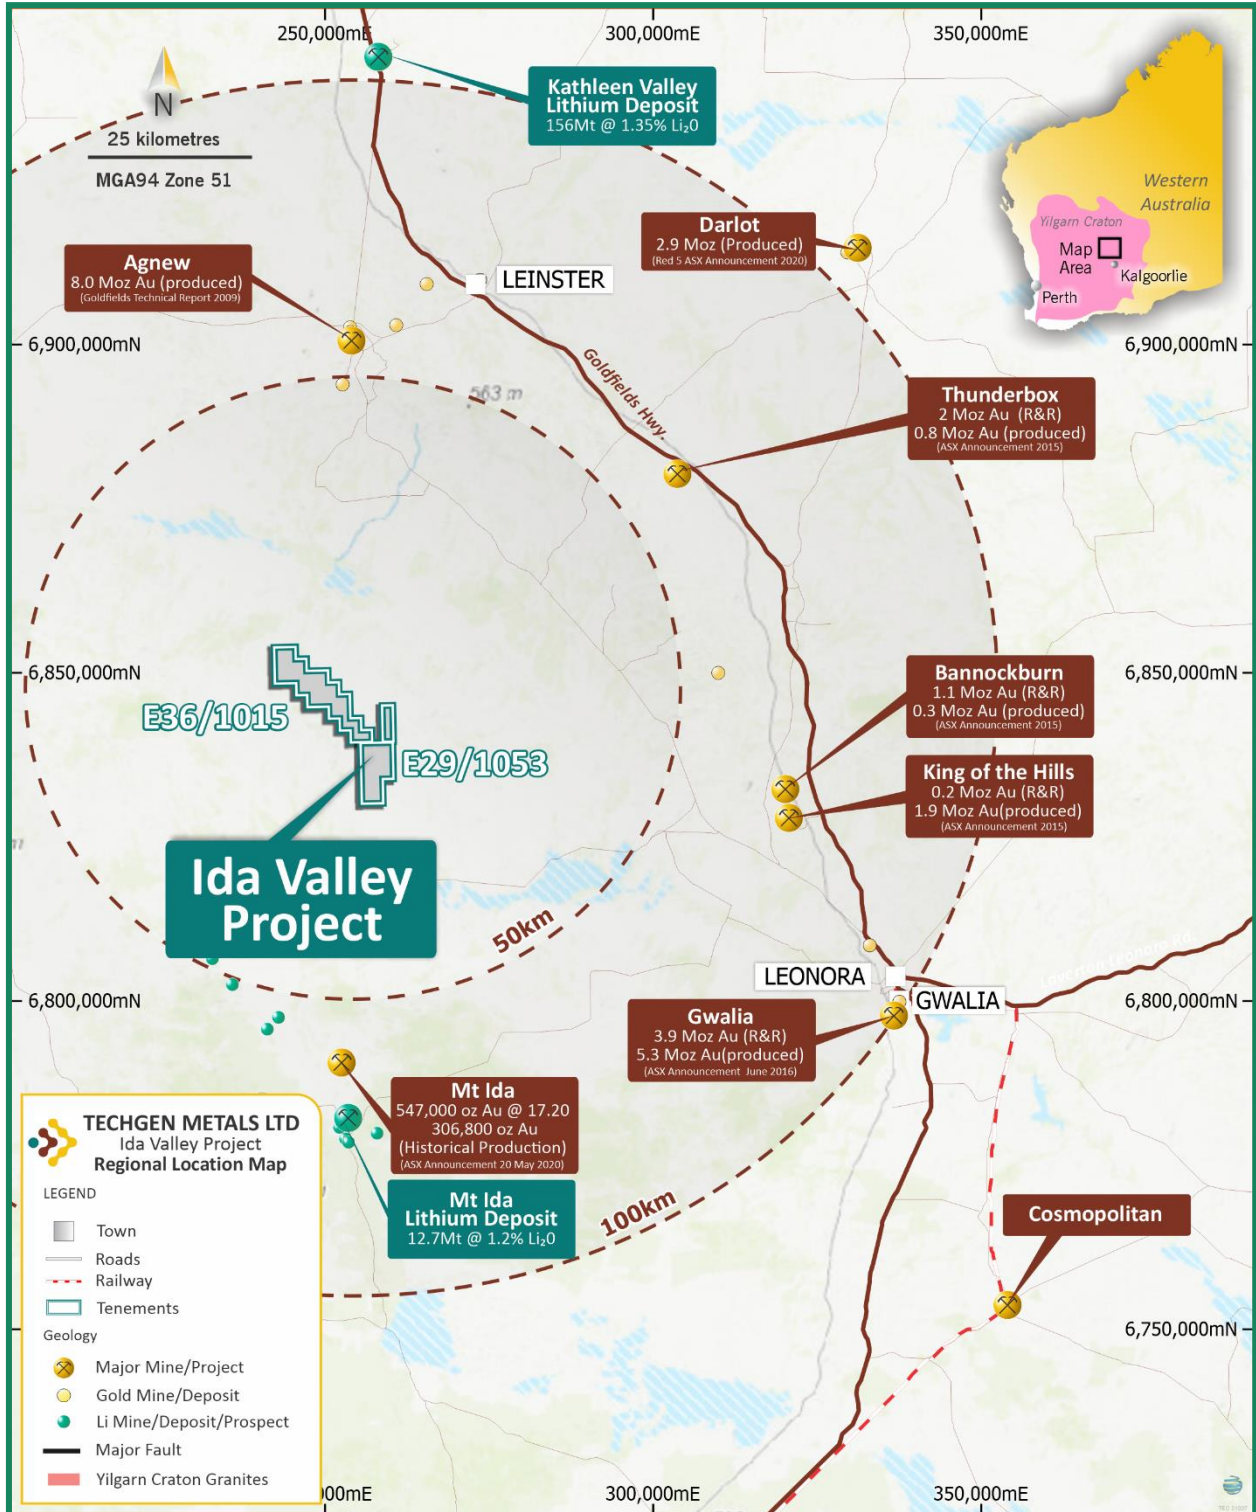 250,000mE
300,000mE
350,000mE
N
25 kilometres
MGA94 Zone 51
Kathleen Valley
Lithium Deposit
156Mt @ 1.35% Li₂0
Western
Australia
Yilgarn Craton
Map
Area
Kalgoorlie
Perth
Darlot
2.9 Moz (Produced)
(Red 5 ASX Announcement 2020)
Agnew
8.0 Moz Au (produced)
(Goldfields Technical Report 2009)
LEINSTER
6,900,000mN
6,900,000mN
Goldfields Hwy.
563 m
Thunderbox
2 Moz Au (R&R)
0.8 Moz Au (produced)
(ASX Announcement 2015)
6,850,000mN
6,850,000mN
E36/1015
E29/1053
Bannockburn
1.1 Moz Au (R&R)
0.3 Moz Au (produced)
(ASX Announcement 2015)
King of the Hills
0.2 Moz Au (R&R)
1.9 Moz Au(produced)
(ASX Announcement 2015)
Ida Valley
Project
50km
LEONORA
GWALIA
Laverton Leonora Rd
6,800,000mN
6,800,000mN
Gwalia
3.9 Moz Au (R&R)
5.3 Moz Au(produced)
(ASX Announcement June 2016)
Mt Ida
547,000 oz Au @ 17.20
306,800 oz Au
(Historical Production)
(ASX Announcement 20 May 2020)
Mt Ida
Lithium Deposit
12.7Mt @ 1.2% Li₂0
100km
Cosmopolitan
6,750,000mN
TECHGEN METALS LTD
Ida Valley Project
Regional Location Map
LEGEND
Town
Roads
Railway
Tenements
Geology
Major Mine/Project
Gold Mine/Deposit
Li Mine/Deposit/Prospect
Major Fault
Yilgarn Craton Granites
00mE
300,000mE
350,000mE